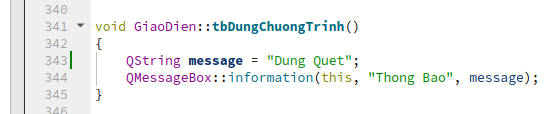 340
341 void GiaoDien::tbDungChuongTrinh()
342 {
343 QString message = "Dung Quet";
344 QMessageBox::information(this, "Thong Bao", message);
345 }
346